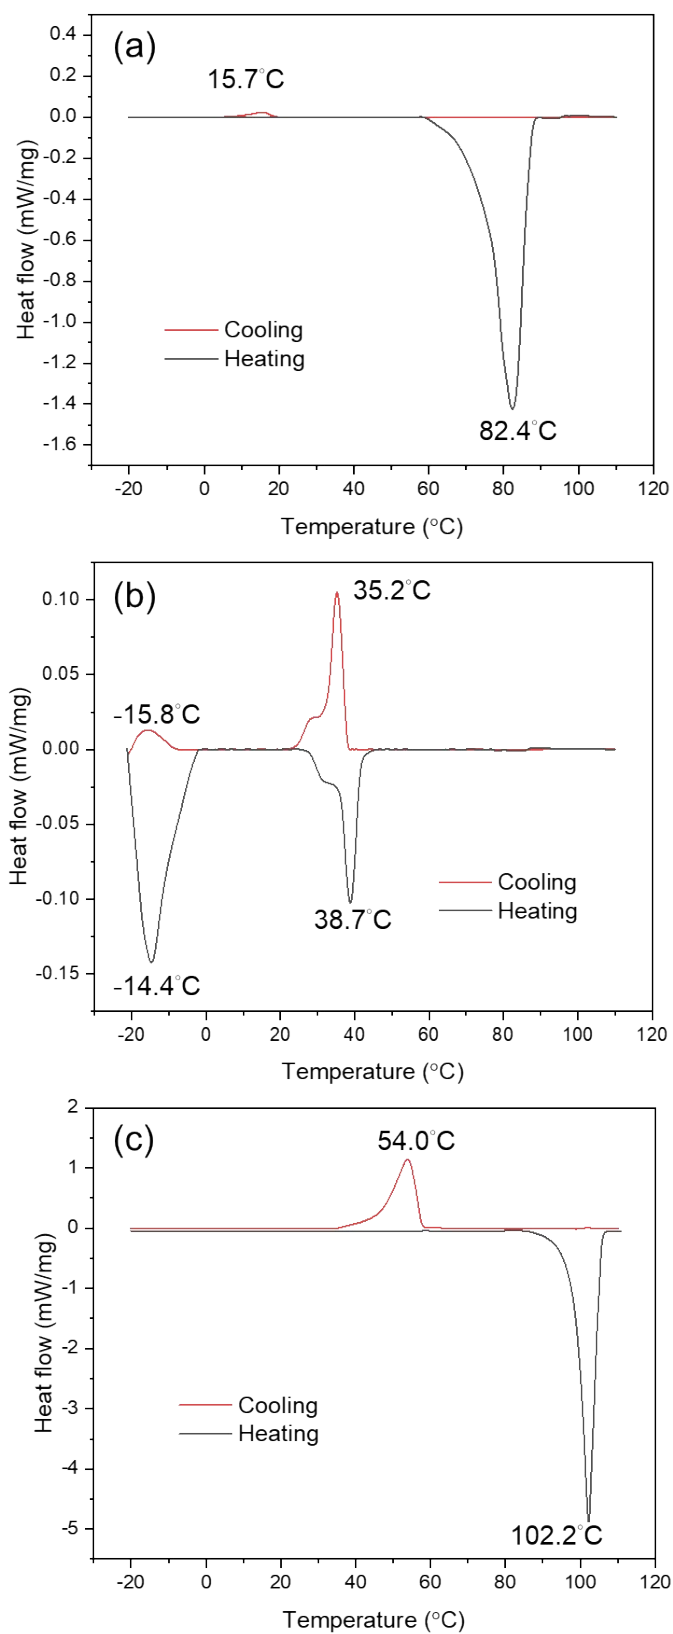 (a)
15.7°C
0.4
0.2
0.0
-0.2
-0.4
-0.6
-0.8
-1.0
-1.2
-1.4
-1.6
Heat flow (mW/mg)
Cooling
Heating
82.4°C
-20 0 20 40 60 80 100 120
Temperature (°C)
(b)
35.2°C
-15.8°C
0.10
0.05
0.00
-0.05
-0.10
-0.15
Heat flow (mW/mg)
Cooling
Heating
38.7°C
-14.4°C
-20 0 20 40 60 80 100 120
Temperature (°C)
(c)
54.0°C
2
1
0
-1
-2
-3
-4
-5
Heat flow (mW/mg)
Cooling
Heating
102.2°C
-20 0 20 40 60 80 100 120
Temperature (°C)